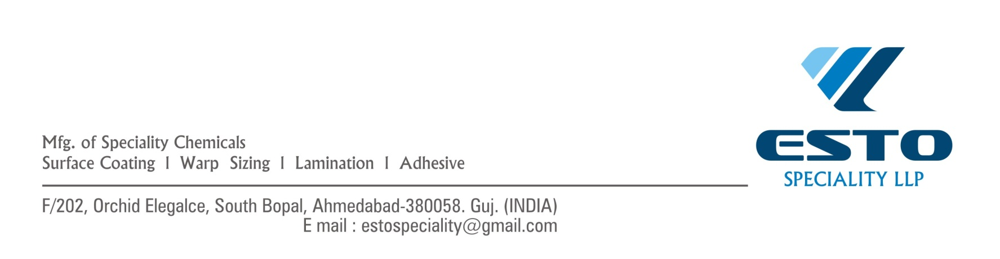 Mfg. of Speciality Chemicals
Surface Coating I Warp Sizing I Lamination I Adhesive
ESTO
SPECIALITY LLP
F/202, Orchid Elegalce, South Bopal, Ahmedabad-380058. Guj. (INDIA)
E mail : estospeciality@gmail.com